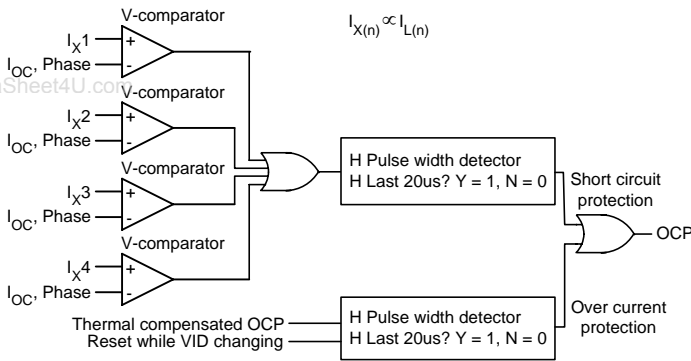 V-comparator
I_X(n) ∝ I_L(n)
I_X1
+
I_OC, Phase
-
aSheet4U.com
V-comparator
I_X2
+
I_OC, Phase
-
V-comparator
I_X3
+
I_OC, Phase
-
V-comparator
I_X4
+
I_OC, Phase
-
H Pulse width detector
H Last 20us? Y = 1, N = 0
Short circuit
protection
OCP
Thermal compensated OCP
Reset while VID changing
H Pulse width detector
H Last 20us? Y = 1, N = 0
Over current
protection